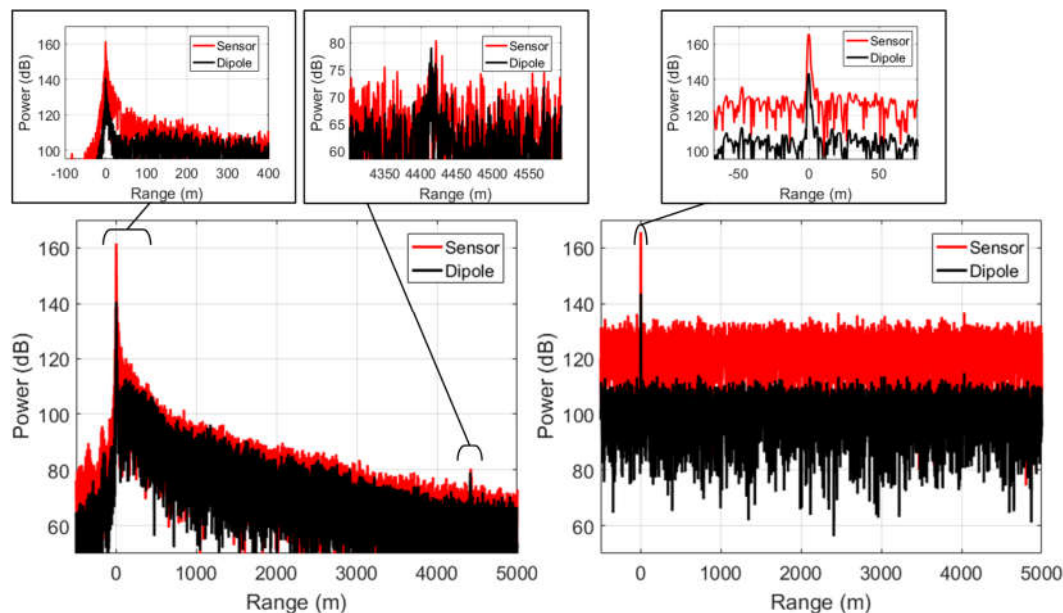 160
140
120
100
Power (dB)
Sensor
Dipole
-100 0 100 200 300 400
Range (m)
80
75
70
65
60
Power (dB)
Sensor
Dipole
4350 4400 4450 4500 4550
Range (m)
160
140
120
100
Power (dB)
Sensor
Dipole
-50 0 50
Range (m)
160
140
120
100
80
60
Power (dB)
Sensor
Dipole
0 1000 2000 3000 4000 5000
Range (m)
160
140
120
100
80
60
Power (dB)
Sensor
Dipole
0 1000 2000 3000 4000 5000
Range (m)